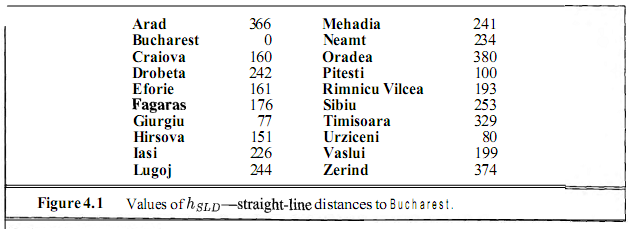 Arad 366 Mehadia 241
Bucharest 0 Neamt 234
Craiova 160 Oradea 380
Drobeta 242 Pitesti 100
Eforie 161 Rimnicu Vilcea 193
Fagaras 176 Sibiu 253
Giurgiu 77 Timisoara 329
Hirsova 151 Urziceni 80
Iasi 226 Vaslui 199
Lugoj 244 Zerind 374
Figure 4.1 Values of hSLD—straight-line distances to Bucharest.